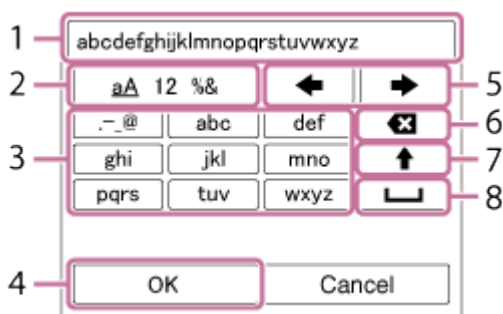 1 abcdefghijklmnopqrstuvwxyz
2 aA 12 %& 5
.-_@ abc def 6
3 ghi jkl mno 7
pqrs tuv wxyz 8
4 OK Cancel